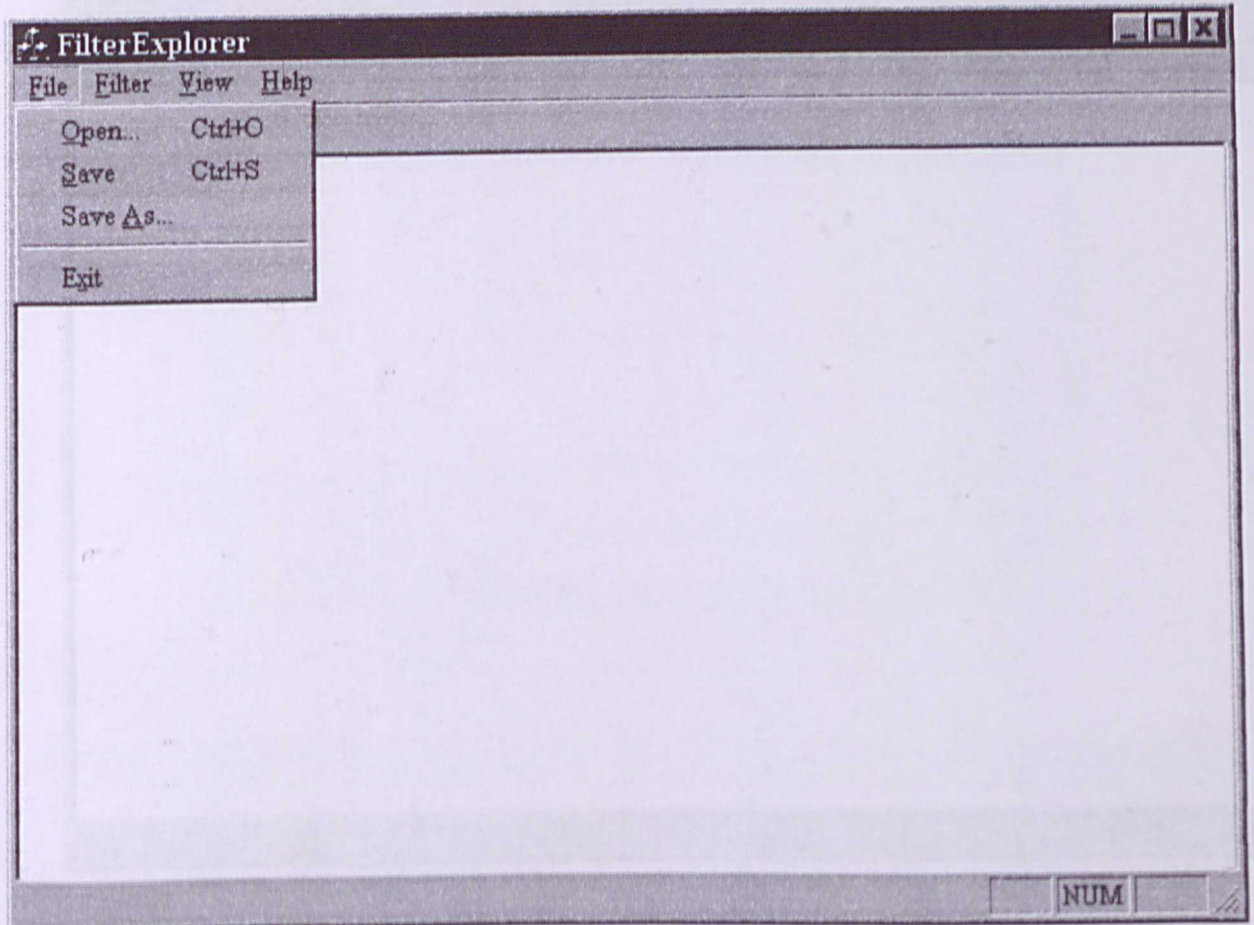 FilterExplorer
File Filter View Help
Open... Ctrl+O
Save Ctrl+S
Save As...
Exit
NUM